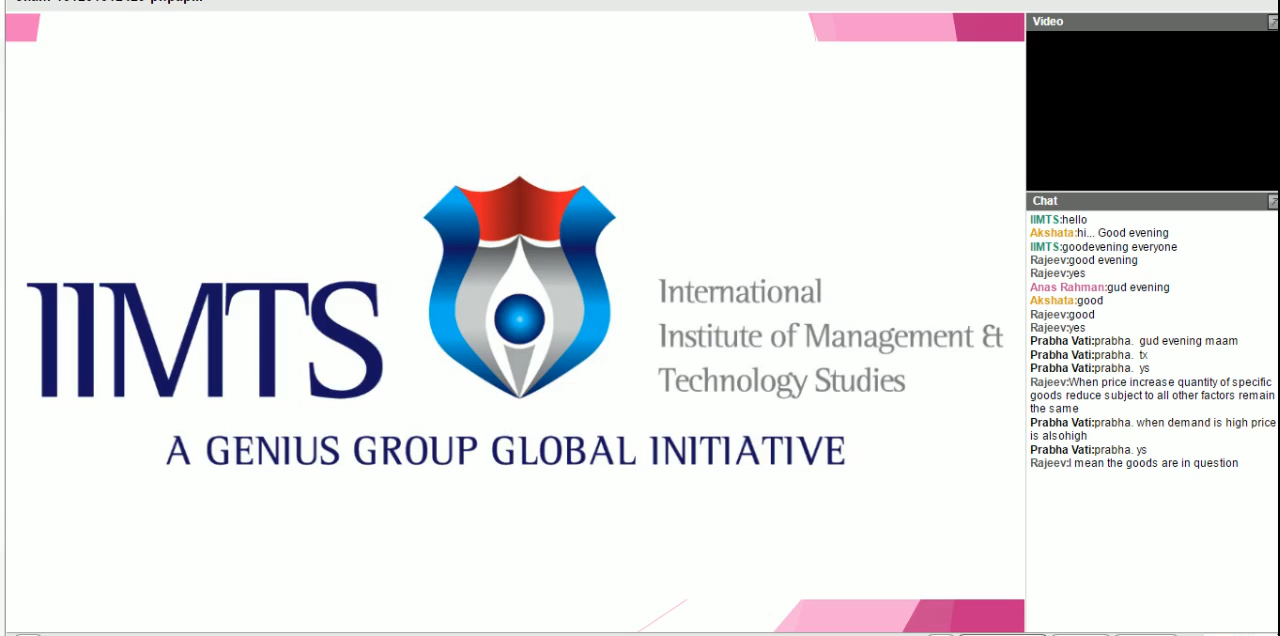 IIMTS
International
Institute of Management &
Technology Studies
A GENIUS GROUP GLOBAL INITIATIVE
Video
Chat
IIMTS:hello
Akshata:hi... Good evening
IIMTS:goodevening everyone
Rajeev:good evening
Rajeev:yes
Anas Rahman:gud evening
Akshata:good
Rajeev:good
Rajeev:yes
Prabha Vati:prabha. gud evening maam
Prabha Vati:prabha. tx
Prabha Vati:prabha. ys
Rajeev:When price increase quantity of specific
goods reduce subject to all other factors remain
the same
Prabha Vati:prabha. when demand is high price
is alsohigh
Prabha Vati:prabha. ys
Rajeev:I mean the goods are in question